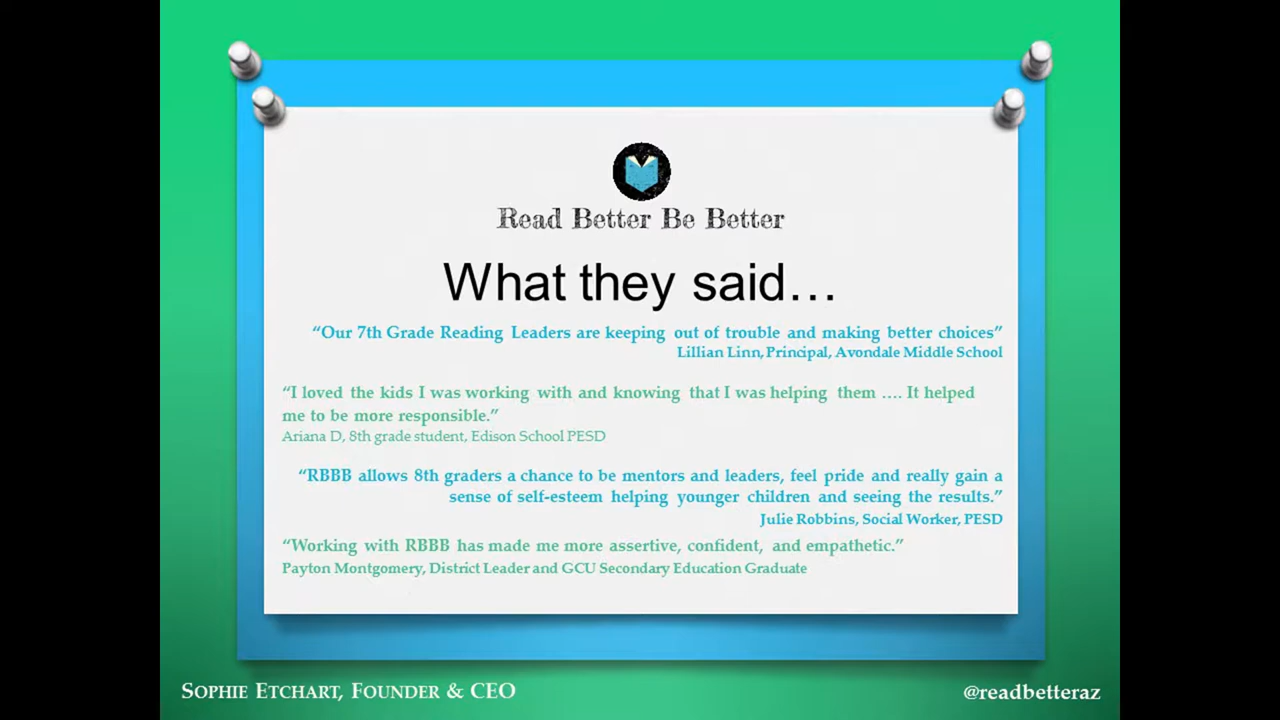 Read Better Be Better
What they said…
“Our 7th Grade Reading Leaders are keeping out of trouble and making better choices”
Lillian Linn, Principal, Avondale Middle School
“I loved the kids I was working with and knowing that I was helping them …. It helped
me to be more responsible.”
Ariana D, 8th grade student, Edison School PESD
“RBBB allows 8th graders a chance to be mentors and leaders, feel pride and really gain a
sense of self-esteem helping younger children and seeing the results.”
Julie Robbins, Social Worker, PESD
“Working with RBBB has made me more assertive, confident, and empathetic.”
Payton Montgomery, District Leader and GCU Secondary Education Graduate
Sophie Etchart, Founder & CEO
@readbetteraz